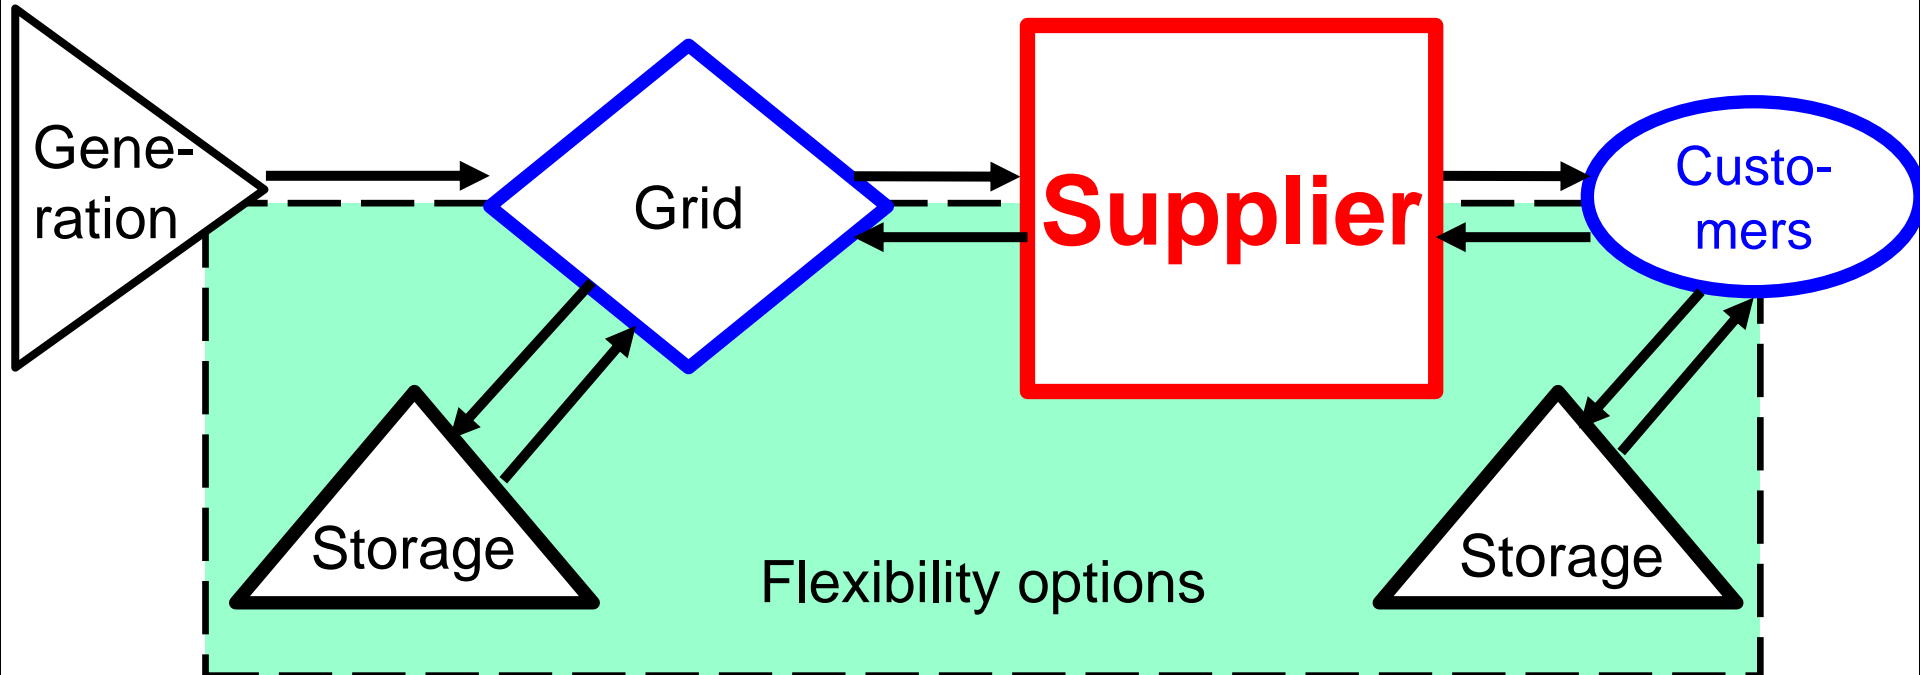 Gene-
ration
Grid
Supplier
Custo-
mers
Storage
Flexibility options
Storage